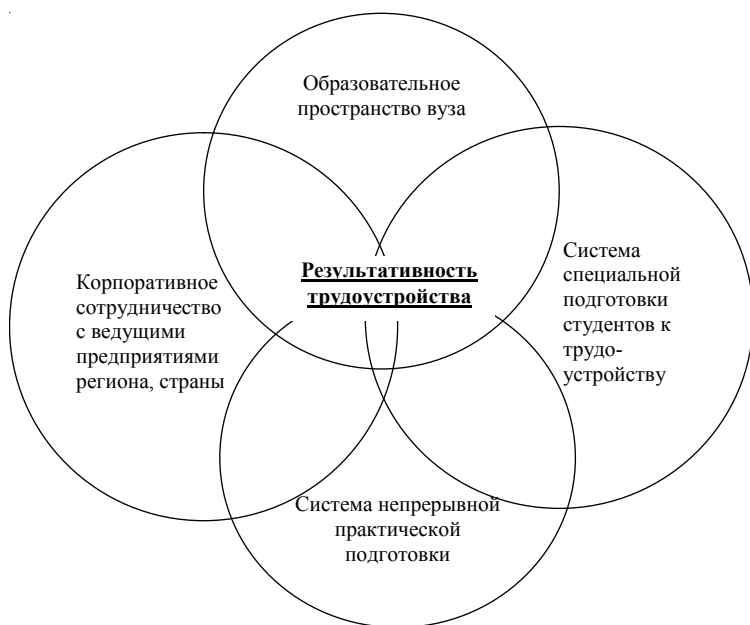 Образовательное
пространство вуза
Результативность
трудоустройства
Корпоративное
сотрудничество
с ведущими
предприятиями
региона, страны
Система
специальной
подготовки
студентов к
трудо-
устройству
Система непрерывной
практической
подготовки